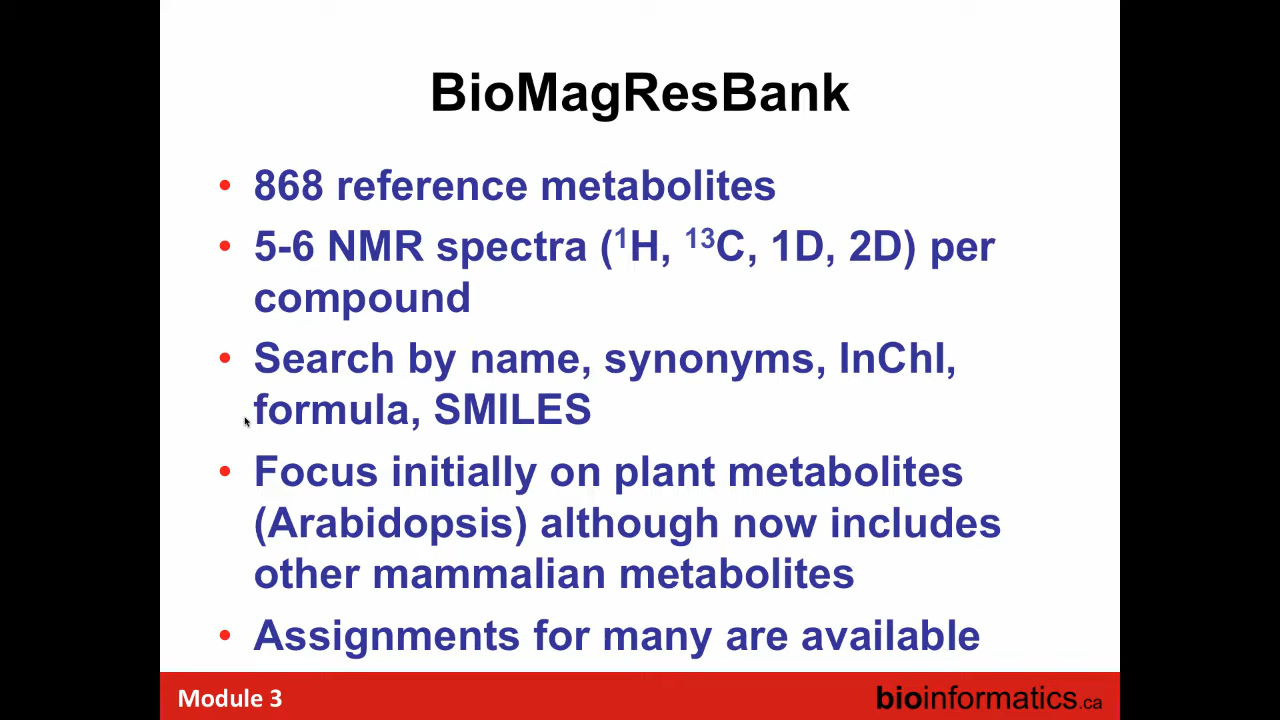 BioMagResBank
• 868 reference metabolites
• 5-6 NMR spectra (¹H, ¹³C, 1D, 2D) per
compound
• Search by name, synonyms, InChI,
formula, SMILES
• Focus initially on plant metabolites
(Arabidopsis) although now includes
other mammalian metabolites
• Assignments for many are available
Module 3
bioinformatics.ca